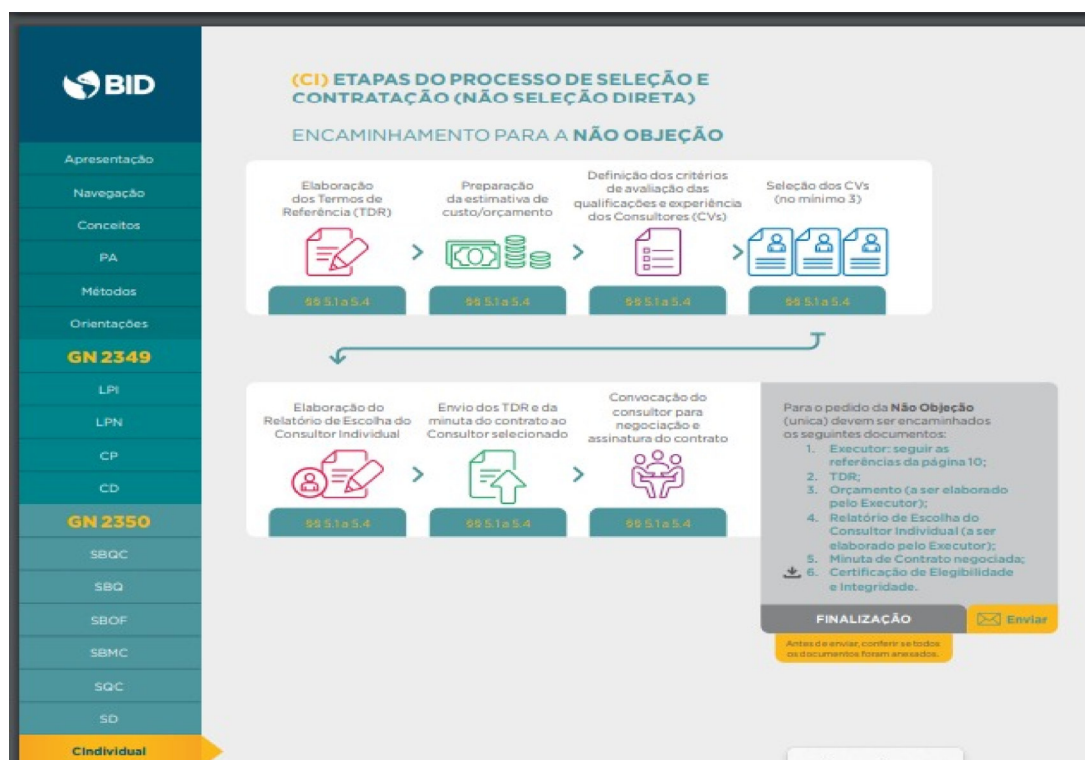 BID
Apresentação
Navegação
Conceitos
PA
Métodos
Orientações
GN 2349
LPI
LPN
CP
CD
GN 2350
SBQC
SBQ
SBOF
SBMC
SQC
SD
CIndividual
(CI) ETAPAS DO PROCESSO DE SELEÇÃO E
CONTRATAÇÃO (NÃO SELEÇÃO DIRETA)
ENCAMINHAMENTO PARA A NÃO OBJEÇÃO
Elaboração
dos Termos de
Referência (TDR)
§§ 5.1 a 5.4
Preparação
da estimativa de
custo/orçamento
§§ 5.1 a 5.4
Definição dos critérios
de avaliação das
qualificações e experiência
dos Consultores (CVs)
§§ 5.1 a 5.4
Seleção dos CVs
(no mínimo 3)
§§ 5.1 a 5.4
Elaboração do
Relatório de Escolha do
Consultor Individual
§§ 5.1 a 5.4
Envio dos TDR e da
minuta do contrato ao
Consultor selecionado
§§ 5.1 a 5.4
Convocação do
consultor para
negociação e
assinatura do contrato
§§ 5.1 a 5.4
Para o pedido da Não Objeção
(unica) devem ser encaminhados
os seguintes documentos:
1. Executor: seguir as
referências da página 10;
2. TDR;
3. Orçamento (a ser elaborado
pelo Executor);
4. Relatório de Escolha do
Consultor Individual (a ser
elaborado pelo Executor);
5. Minuta de Contrato negociada;
6. Certificação de Elegibilidade
e Integridade.
FINALIZAÇÃO
Enviar
Antes de enviar, conferir se todos
os documentos foram anexados.